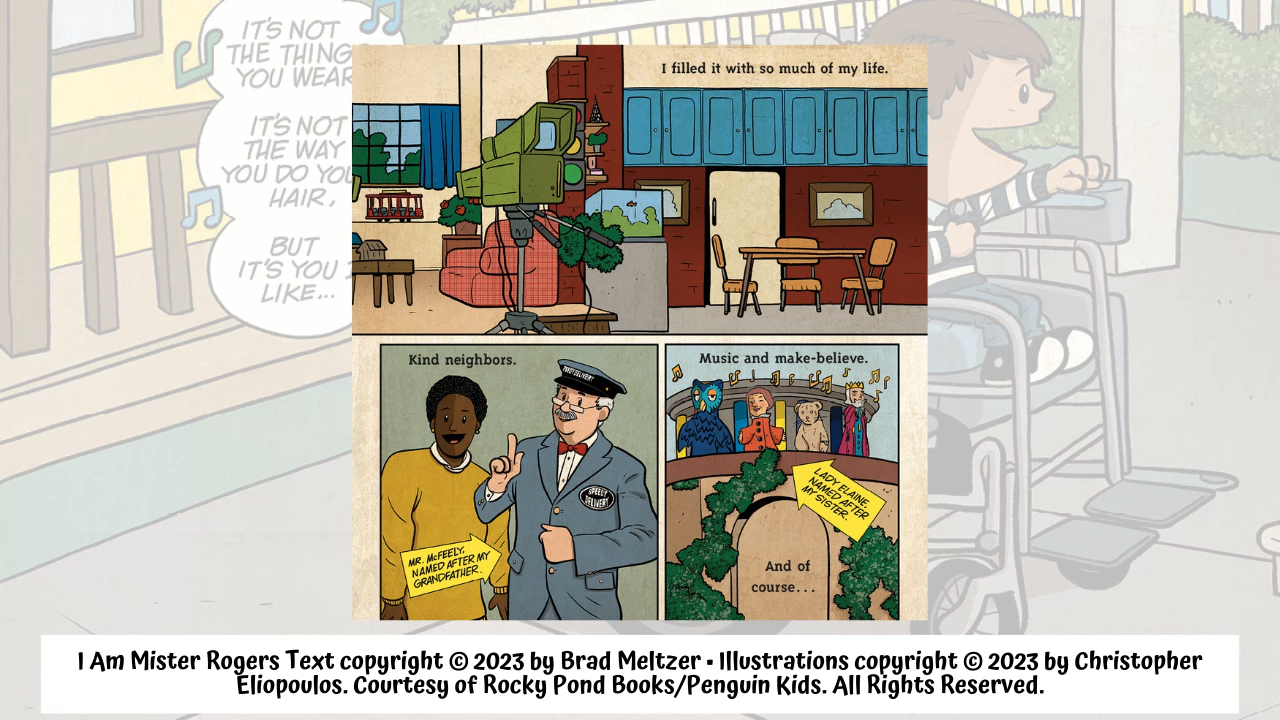 IT'S NOT
THE THING
YOU WEAR
IT'S NOT
THE WAY
YOU DO YOU
HAIR,
BUT
IT'S YOU I
LIKE...
I filled it with so much of my life.
Kind neighbors.
SPEEDY DELIVERY
SPEEDY
DELIVERY
MR. McFEELY,
NAMED AFTER MY
GRANDFATHER.
Music and make-believe.
LADY ELAINE,
NAMED AFTER
MY SISTER.
And of
course...
I Am Mister Rogers Text copyright © 2023 by Brad Meltzer • Illustrations copyright © 2023 by Christopher
Eliopoulos. Courtesy of Rocky Pond Books/Penguin Kids. All Rights Reserved.